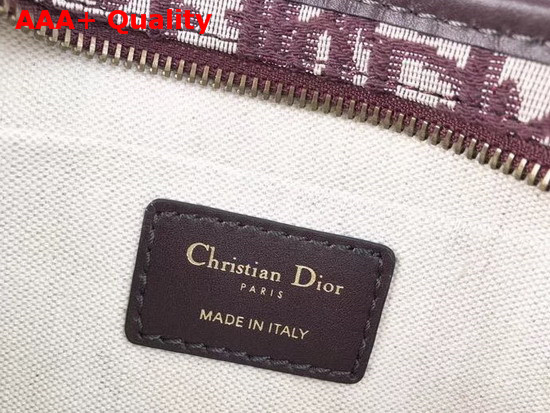 AAA+ Quality
Christian Dior
PARIS
MADE IN ITALY